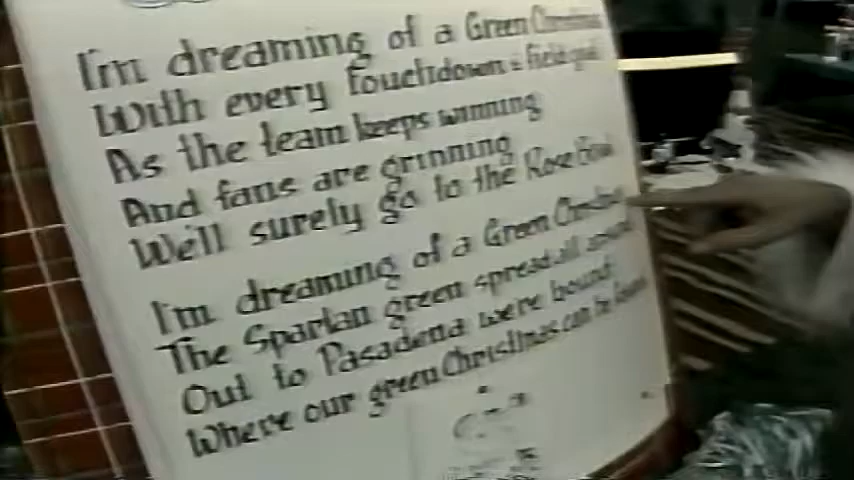 I'm dreaming of a Green Christmas
With every touchdown & field goal
As the team keeps winning
And fans are grinning
We'll surely go to the Rose Bowl
I'm dreaming of a Green Christmas
The Spartan green spread all around
Out to Pasadena we're bound
Where our green Christmas can be found